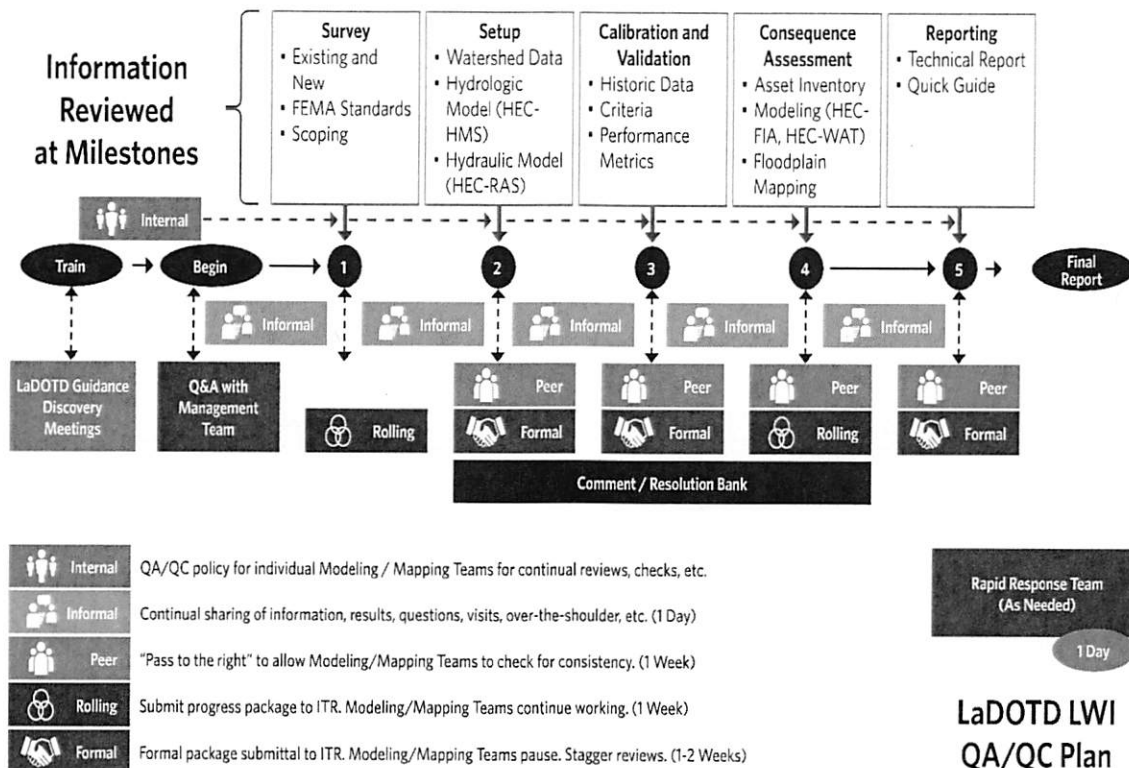 Information
Reviewed
at Milestones
Survey
• Existing and
New
• FEMA Standards
• Scoping
Setup
• Watershed Data
• Hydrologic
Model (HEC-
HMS)
• Hydraulic Model
(HEC-RAS)
Calibration and
Validation
• Historic Data
• Criteria
• Performance
Metrics
Consequence
Assessment
• Asset Inventory
• Modeling (HEC-
FIA, HEC-WAT)
• Floodplain
Mapping
Reporting
• Technical Report
• Quick Guide
Internal
Train
Begin
1
2
3
4
5
Final
Report
Informal
Informal
Informal
Informal
Informal
LaDOTD Guidance
Discovery
Meetings
Q&A with
Management
Team
Rolling
Peer
Formal
Peer
Formal
Peer
Rolling
Peer
Formal
Comment / Resolution Bank
Internal QA/QC policy for individual Modeling / Mapping Teams for continual reviews, checks, etc.
Informal Continual sharing of information, results, questions, visits, over-the-shoulder, etc. (1 Day)
Peer "Pass to the right" to allow Modeling/Mapping Teams to check for consistency. (1 Week)
Rolling Submit progress package to ITR. Modeling/Mapping Teams continue working. (1 Week)
Formal Formal package submittal to ITR. Modeling/Mapping Teams pause. Stagger reviews. (1-2 Weeks)
Rapid Response Team
(As Needed)
1 Day
LaDOTD LWI
QA/QC Plan